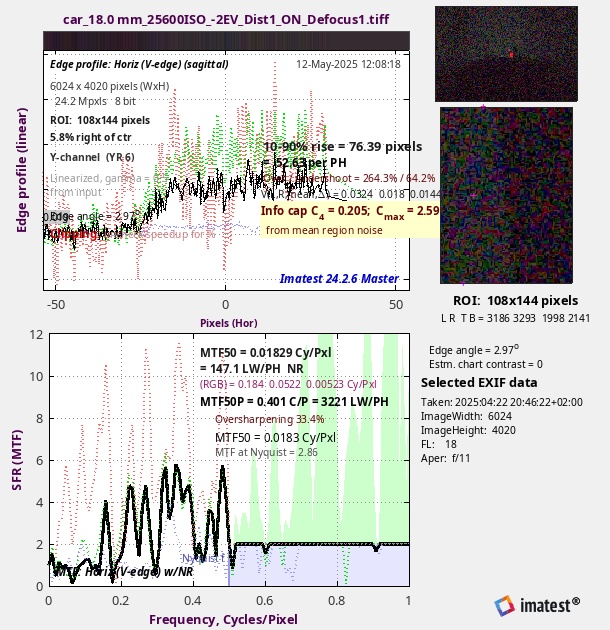 car_18.0 mm_25600ISO_-2EV_Dist1_ON_Defocus1.tiff
Edge profile: Horiz (V-edge) (sagittal)
12-May-2025 12:08:18
6024 x 4020 pixels (WxH)
24.2 Mpxls 8 bit
ROI: 108x144 pixels
5.8% right of ctr
Y-channel (YR 6)
Linearized, gamma =
from input
Edge angle = 2.97
Clipping
speedup for %
10-90% rise = 76.39 pixels
= 52.63 per PH
Overshoot/undershoot = 264.3% / 64.2%
= 0.0324 0.018 0.0144
Info cap C4 = 0.205; Cmax = 2.59
from mean region noise
Imatest 24.2.6 Master
Edge profile (linear)
-50 0 50
Pixels (Hor)
ROI: 108x144 pixels
L R T B = 3186 3293 1998 2141
Edge angle = 2.97o
Estm. chart contrast = 0
Selected EXIF data
Taken: 2025:04:22 20:46:22+02:00
ImageWidth: 6024
ImageHeight: 4020
FL: 18
Aper: f/11
MTF50 = 0.01829 Cy/Pxl
= 147.1 LW/PH NR
(RGB) = 0.184 0.0522 0.00523 Cy/Pxl
MTF50P = 0.401 C/P = 3221 LW/PH
Oversharpening 33.4%
MTF50 = 0.0183 Cy/Pxl
MTF at Nyquist = 2.86
SFR (MTF)
12
10
8
6
4
2
0
Nyquist f
MTF: Horiz (V-edge) w/NR
0 0.2 0.4 0.6 0.8 1
Frequency, Cycles/Pixel
imatest®